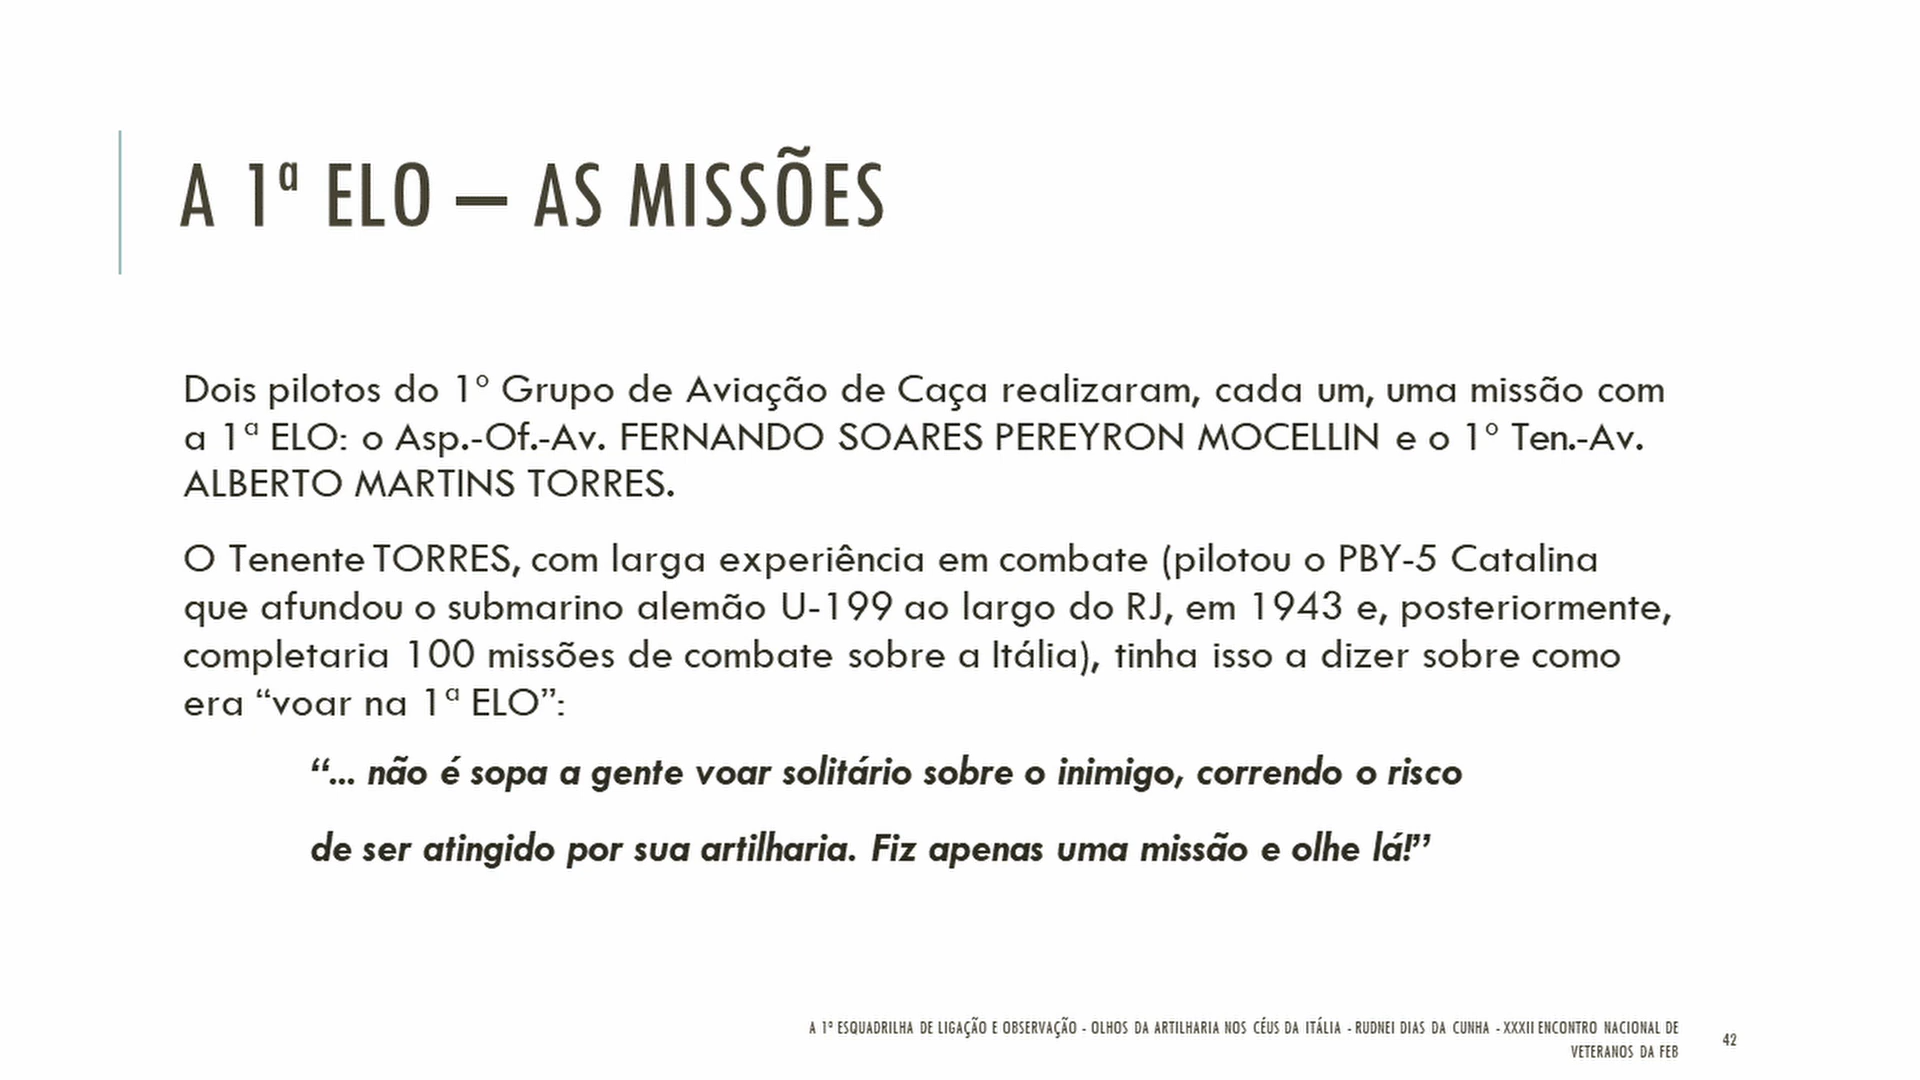 A 1ª ELO – AS MISSÕES
Dois pilotos do 1º Grupo de Aviação de Caça realizaram, cada um, uma missão com
a 1ª ELO: o Asp.-Of.-Av. FERNANDO SOARES PEREYRON MOCELLIN e o 1º Ten.-Av.
ALBERTO MARTINS TORRES.
O Tenente TORRES, com larga experiência em combate (pilotou o PBY-5 Catalina
que afundou o submarino alemão U-199 ao largo do RJ, em 1943 e, posteriormente,
completaria 100 missões de combate sobre a Itália), tinha isso a dizer sobre como
era “voar na 1ª ELO”:
“... não é sopa a gente voar solitário sobre o inimigo, correndo o risco
de ser atingido por sua artilharia. Fiz apenas uma missão e olhe lá!”
A 1ª ESQUADRILHA DE LIGAÇÃO E OBSERVAÇÃO - OLHOS DA ARTILHARIA NOS CÉUS DA ITÁLIA - RUDNEI DIAS DA CUNHA - XXXII ENCONTRO NACIONAL DE
VETERANOS DA FEB
42